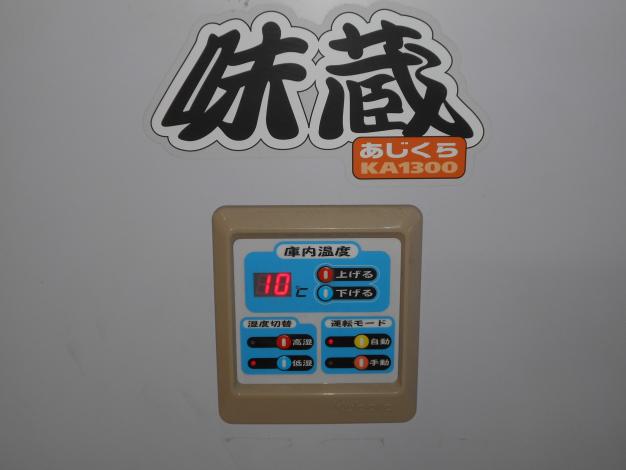 味蔵
あじくら
KA1300
庫内温度
10℃
上げる
下げる
湿度切替
高湿
低湿
運転モード
自動
手動